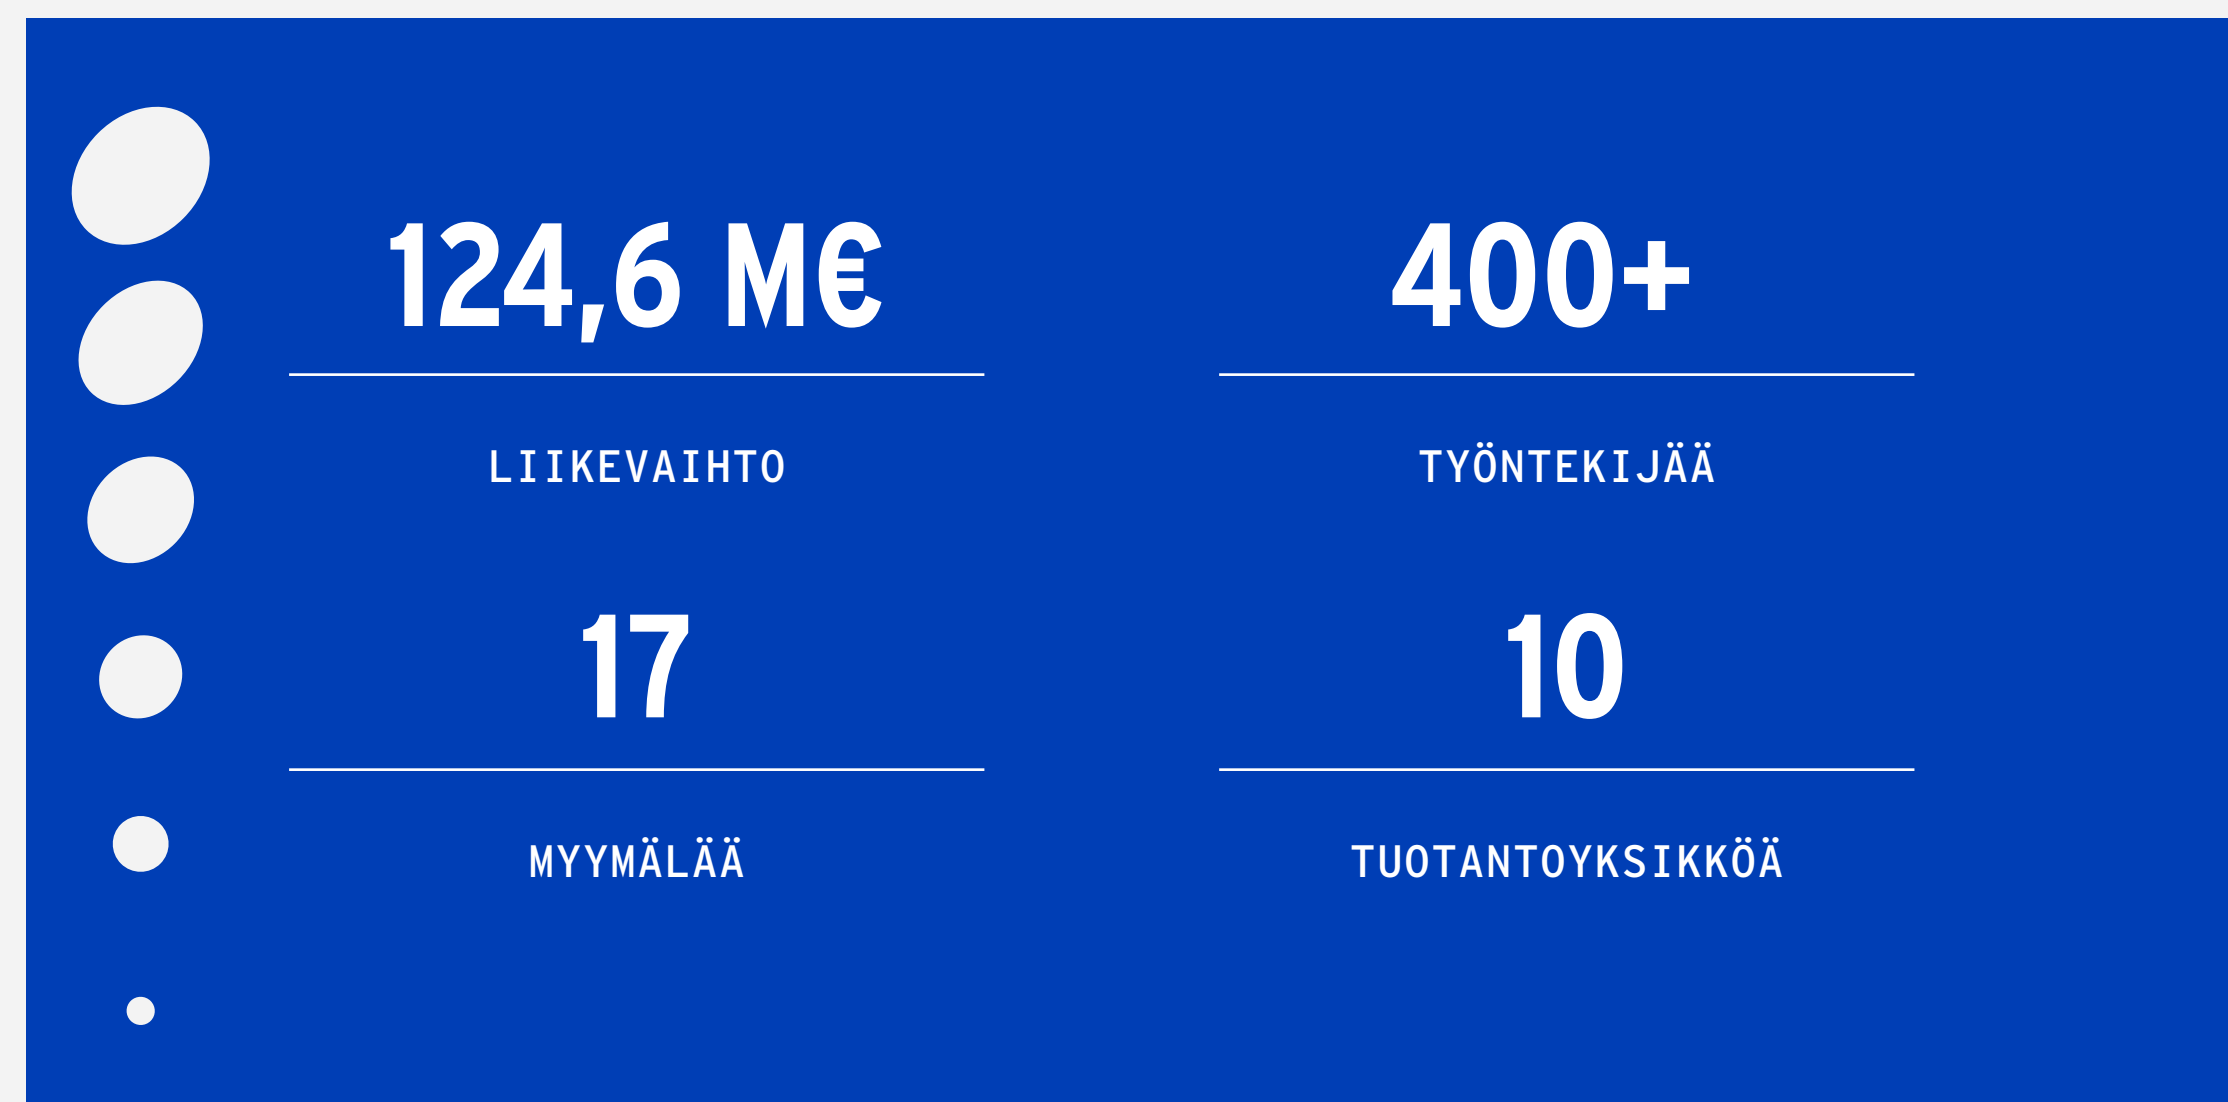 124,6 M€
400+
LIIKEVAIHTO
TYÖNTEKIJÄÄ
17
10
MYYMÄLÄÄ
TUOTANTOYKSIKKÖÄ